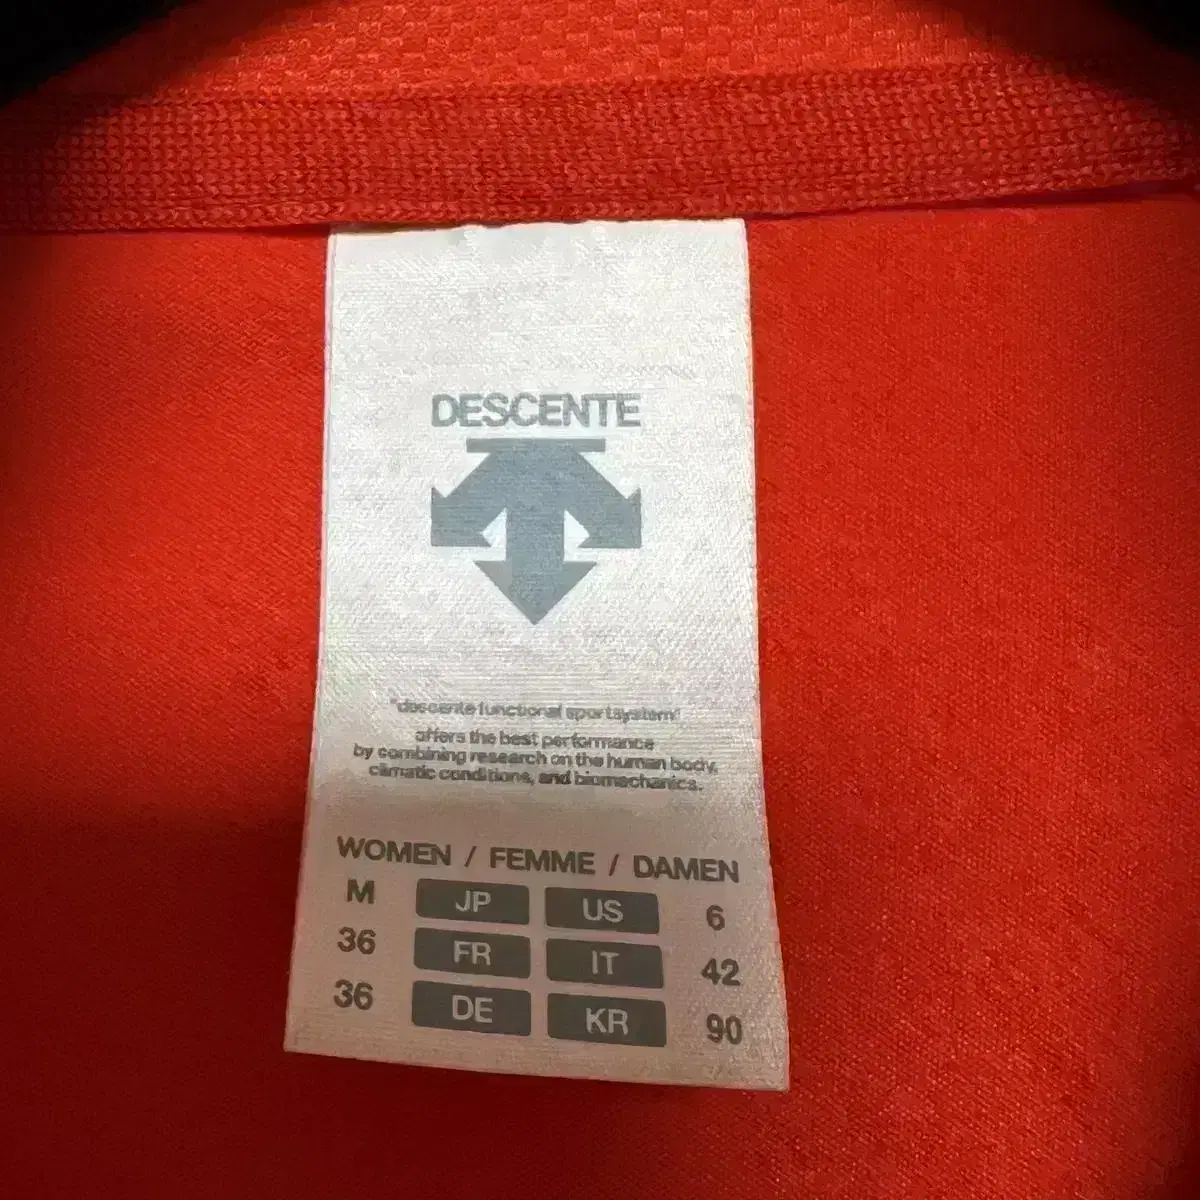 DESCENTE
"descente functional sportsystem"
offers the best performance
by combining research on the human body,
climatic conditions, and biomechanics.
WOMEN / FEMME / DAMEN
M JP US 6
36 FR IT 42
36 DE KR 90